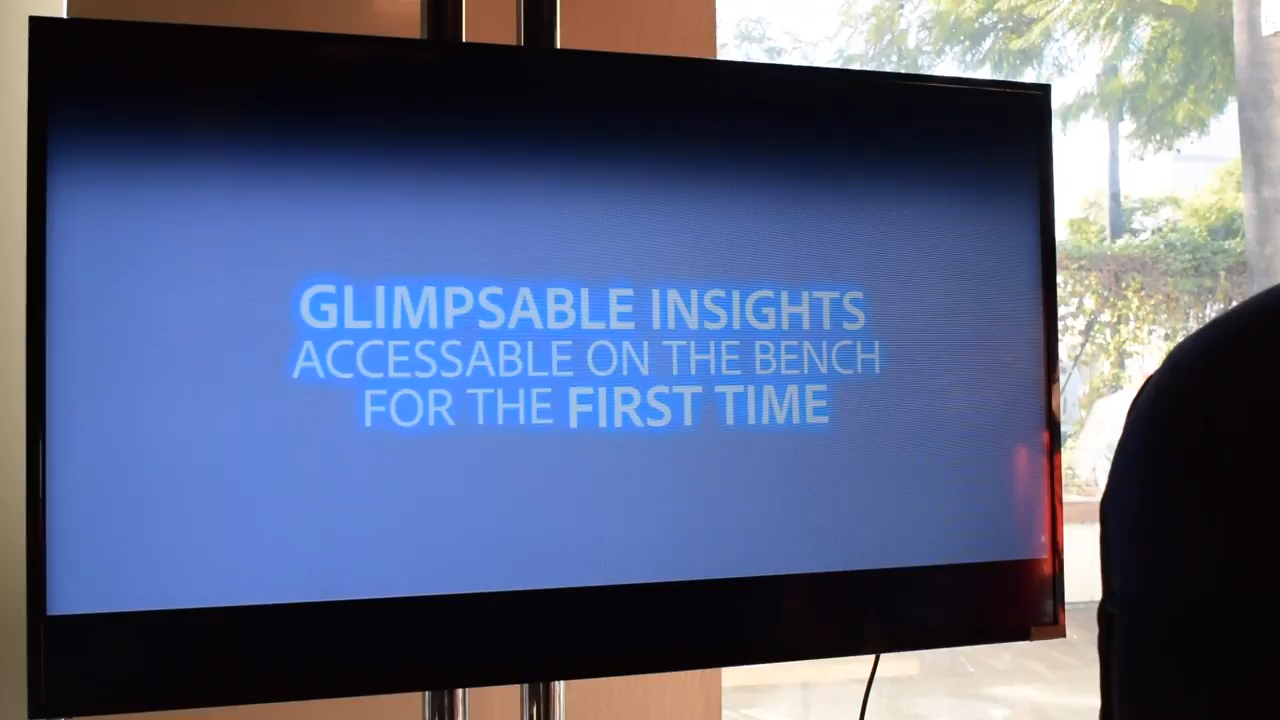 GLIMPSABLE INSIGHTS
ACCESSABLE ON THE BENCH
FOR THE FIRST TIME